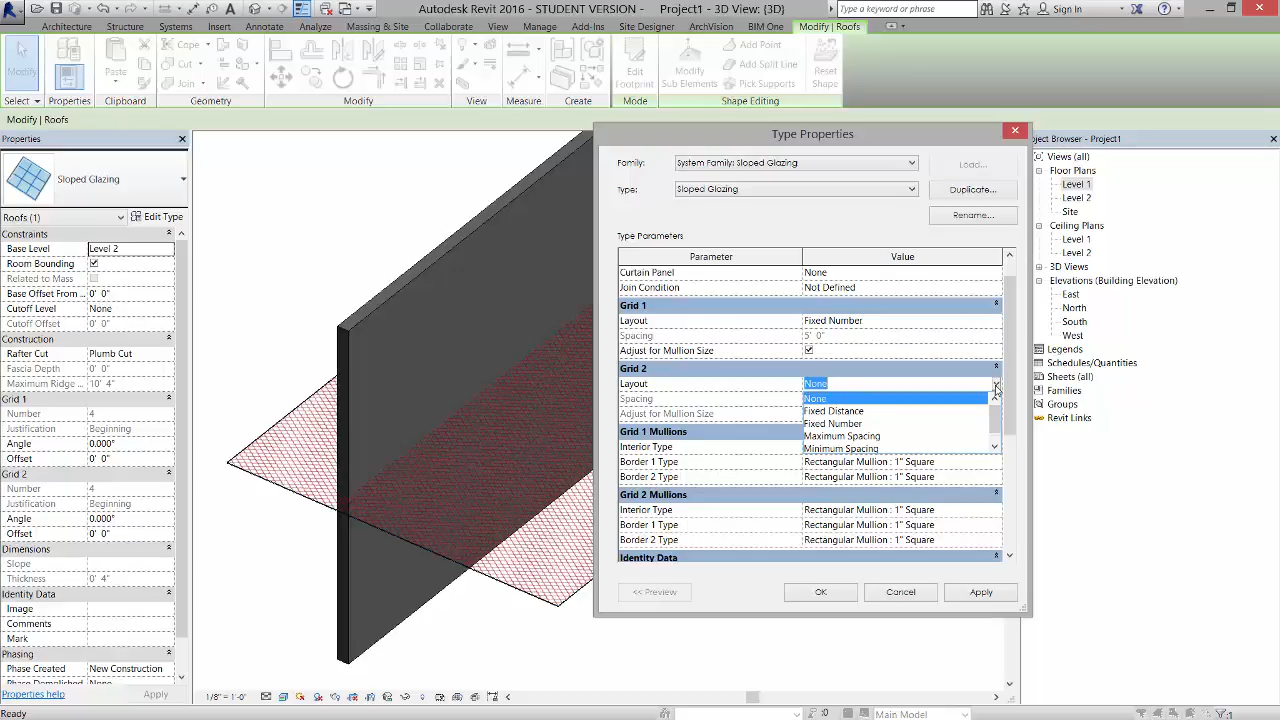 Autodesk Revit 2016 - STUDENT VERSION - Project1 - 3D View: {3D}
Type a keyword or phrase
Sign In
Architecture Structure Systems Insert Annotate Analyze Massing & Site Collaborate View Manage Add-Ins Site Designer ArchVision BIM One Modify | Roofs
Modify
Paste
Cope
Cut
Join
Edit Footprint
Modify Sub Elements
Add Point
Add Split Line
Pick Supports
Reset Shape
Select Properties Clipboard Geometry Modify View Measure Create Mode Shape Editing
Modify | Roofs
Properties
Sloped Glazing
Roofs (1)
Edit Type
Constraints
Base Level Level 2
Room Bounding
Related to Mass
Base Offset From ... 0' 0"
Cutoff Level None
Cutoff Offset 0' 0"
Rafter Cut Plumb Cut
Fascia Depth 0' 0"
Maximum Ridge ...
Grid 1
Number 4
Justification Beginning
Angle 0.000°
Offset 0' 0"
Grid 2
Number 4
Justification Beginning
Angle 0.000°
Offset 0' 0"
Dimensions
Slope
Thickness 0' 4"
Identity Data
Image
Comments
Mark
Phasing
Phase Created New Construction
Phase Demolished None
Properties help Apply
Type Properties
Family: System Family: Sloped Glazing Load...
Type: Sloped Glazing Duplicate...
Rename...
Type Parameters
Parameter Value
Curtain Panel None
Join Condition Not Defined
Grid 1
Layout Fixed Number
Spacing 5' 0"
Adjust for Mullion Size
Grid 2
Layout None
Spacing None
Fixed Distance
Fixed Number
Adjust for Mullion Size
Maximum Spacing
Grid 1 Mullions
Interior Type Minimum Spacing
Border 1 Type Rectangular Mullion : 1" Square
Border 2 Type Rectangular Mullion : 1" Square
Grid 2 Mullions
Interior Type Rectangular Mullion : 1" Square
Border 1 Type Rectangular Mullion : 1" Square
Border 2 Type Rectangular Mullion : 1" Square
Identity Data
<< Preview OK Cancel Apply
oject Browser - Project1
Views (all)
Floor Plans
Level 1
Level 2
Site
Ceiling Plans
Level 1
Level 2
3D Views
Elevations (Building Elevation)
East
North
South
West
Legends
Schedules/Quantities
Sheets (all)
Families
Groups
Revit Links
1/8" = 1'-0"
Ready
:0
Main Model
:1